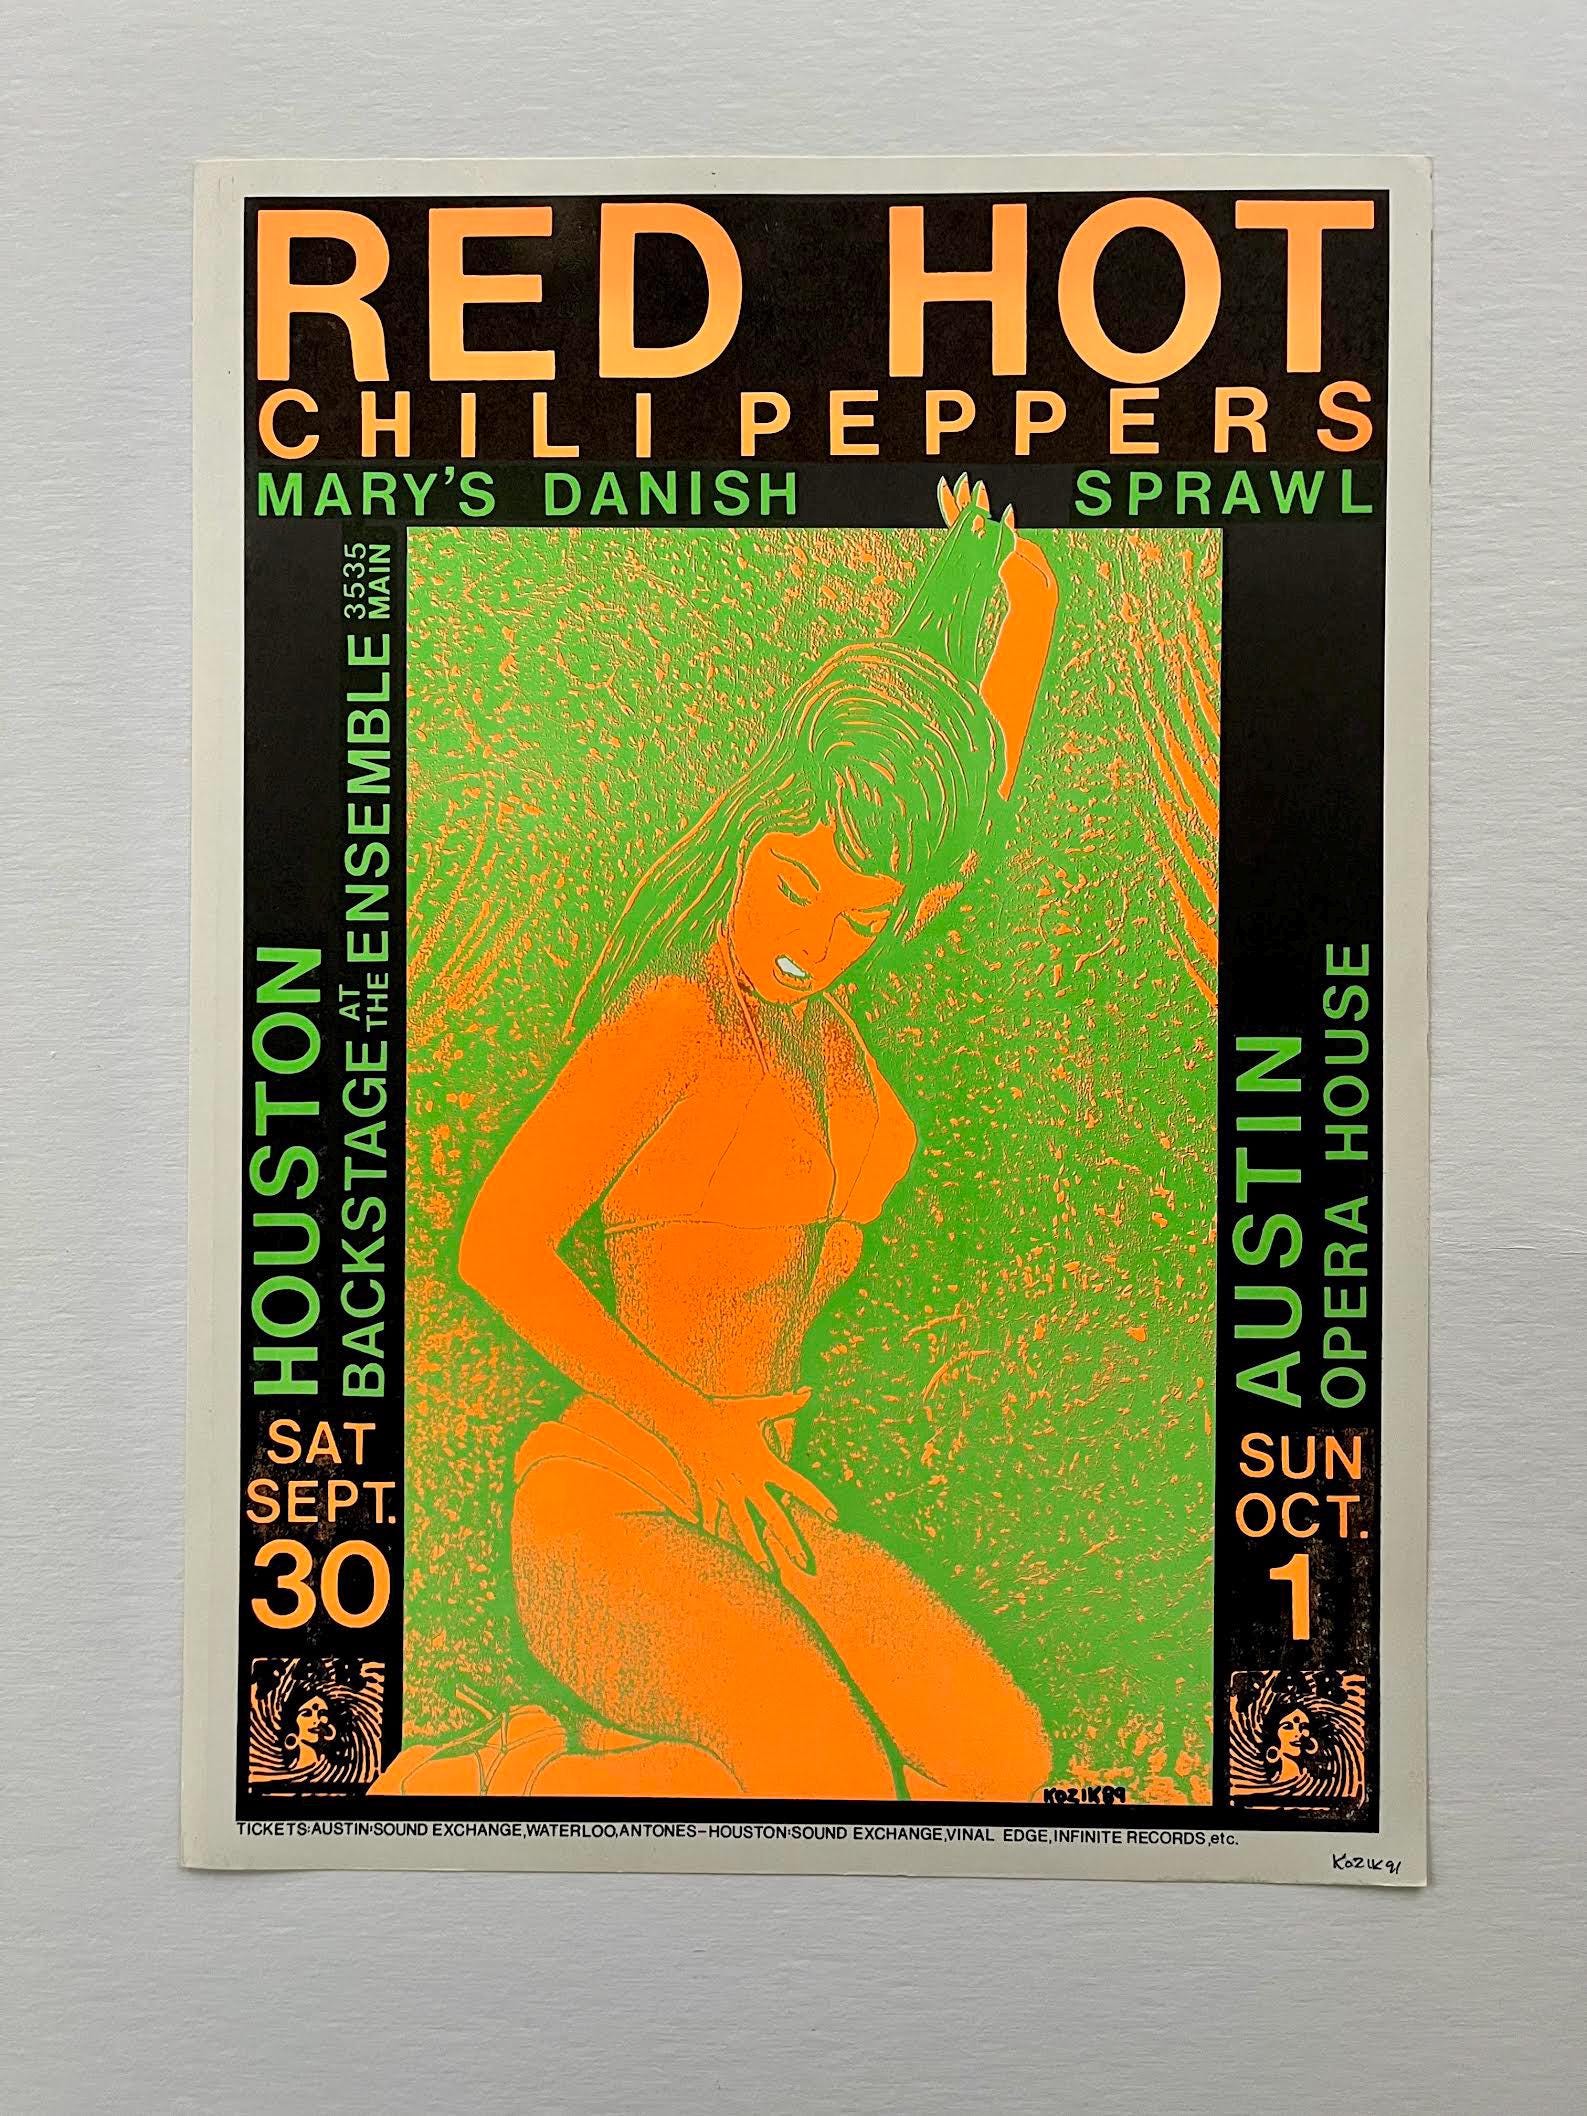 RED HOT
CHILI PEPPERS
MARY'S DANISH SPRAWL
HOUSTON
BACKSTAGE AT THE ENSEMBLE 3535 MAIN
SAT
SEPT.
30
AUSTIN
OPERA HOUSE
SUN
OCT.
1
KOZIK89
TICKETS:AUSTIN:SOUND EXCHANGE,WATERLOO,ANTONES-HOUSTON:SOUND EXCHANGE,VINAL EDGE,INFINITE RECORDS,etc.
KOZIK 91